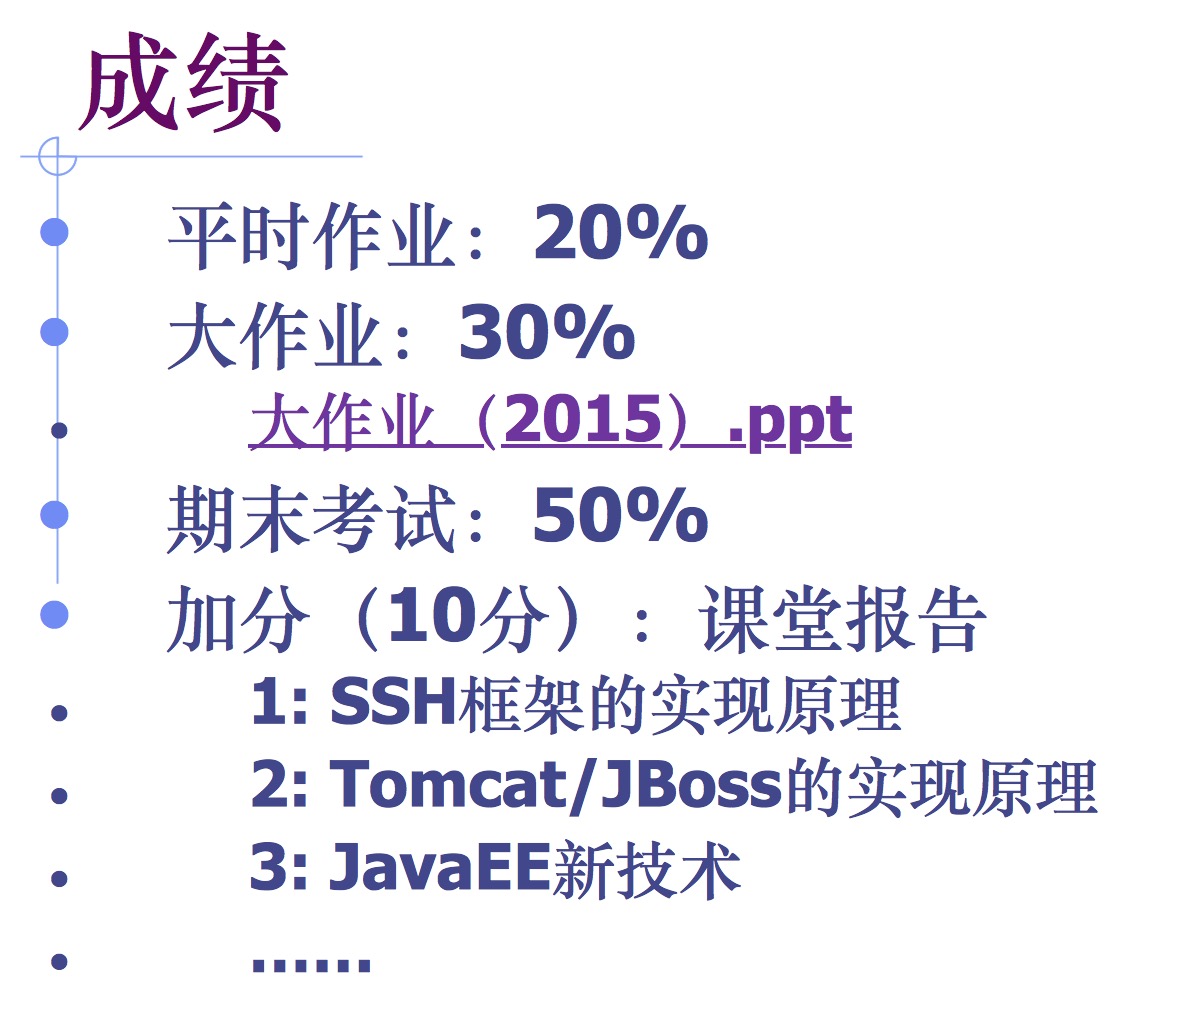 成绩
平时作业：20%
大作业：30%
大作业（2015）.ppt
期末考试：50%
加分（10分）：课堂报告
1: SSH框架的实现原理
2: Tomcat/JBoss的实现原理
3: JavaEE新技术
......